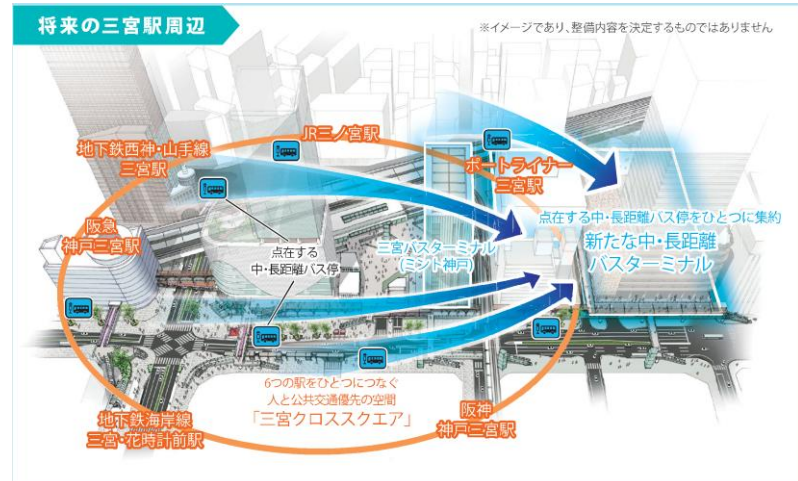 将来の三宮駅周辺
※イメージであり、整備内容を決定するものではありません
JR三ノ宮駅
地下鉄西神・山手線
三宮駅
ポートライナー
三宮駅
阪急
神戸三宮駅
点在する
中・長距離バス停
三宮バスターミナル
(ミント神戸)
点在する中・長距離バス停をひとつに集約
新たな中・長距離
バスターミナル
6つの駅をひとつにつなぐ
人と公共交通優先の空間
「三宮クロススクエア」
地下鉄海岸線
三宮・花時計前駅
阪神
神戸三宮駅